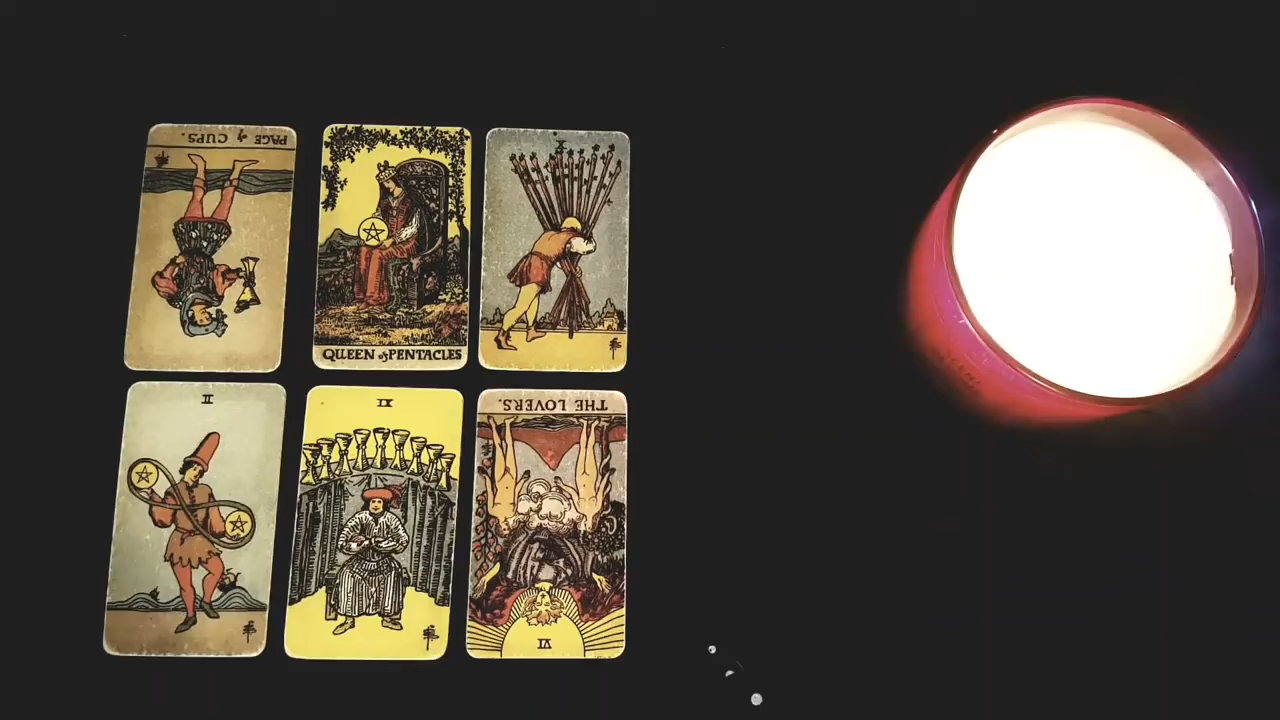 PAGE of CUPS.
QUEEN of PENTACLES
X
II
IX
THE LOVERS.
VI